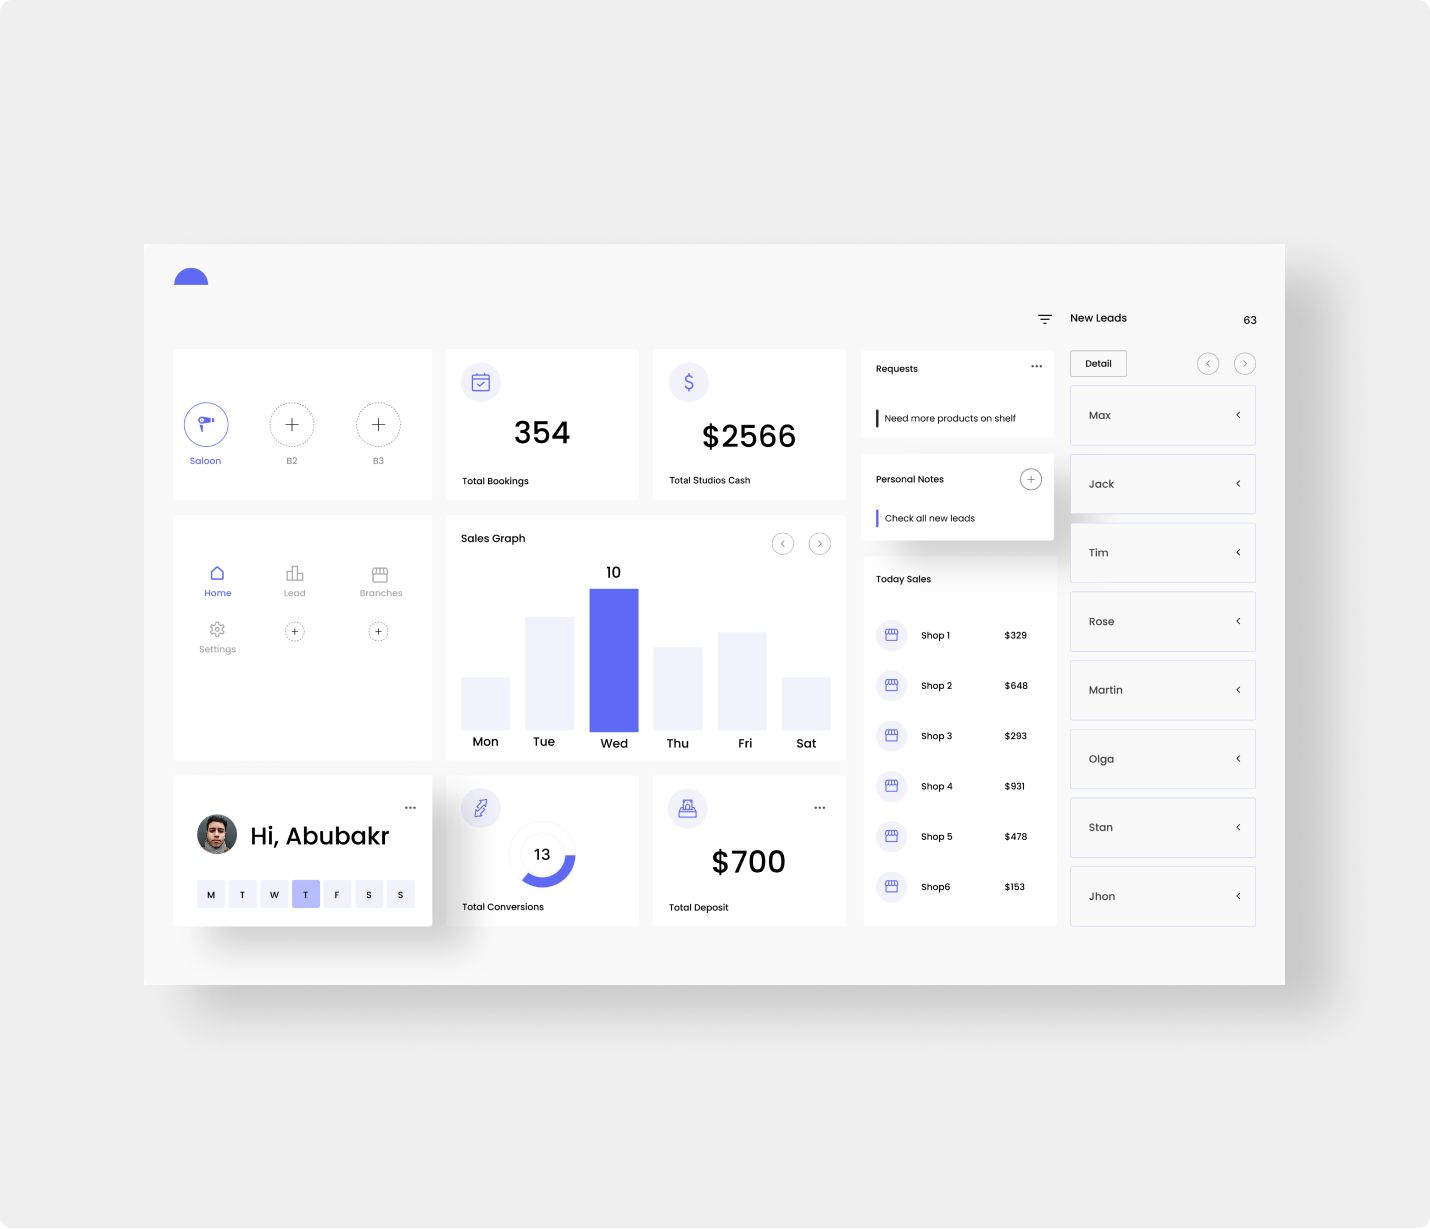 New Leads
63
Saloon
B2
B3
354
Total Bookings
$2566
Total Studios Cash
Requests
Need more products on shelf
Personal Notes
Check all new leads
Detail
Max
Jack
Tim
Rose
Martin
Olga
Stan
Jhon
Home
Lead
Branches
Settings
Sales Graph
10
Mon Tue Wed Thu Fri Sat
Today Sales
Shop 1 $329
Shop 2 $648
Shop 3 $293
Shop 4 $931
Shop 5 $478
Shop6 $153
Hi, Abubakr
M T W T F S S
13
Total Conversions
$700
Total Deposit